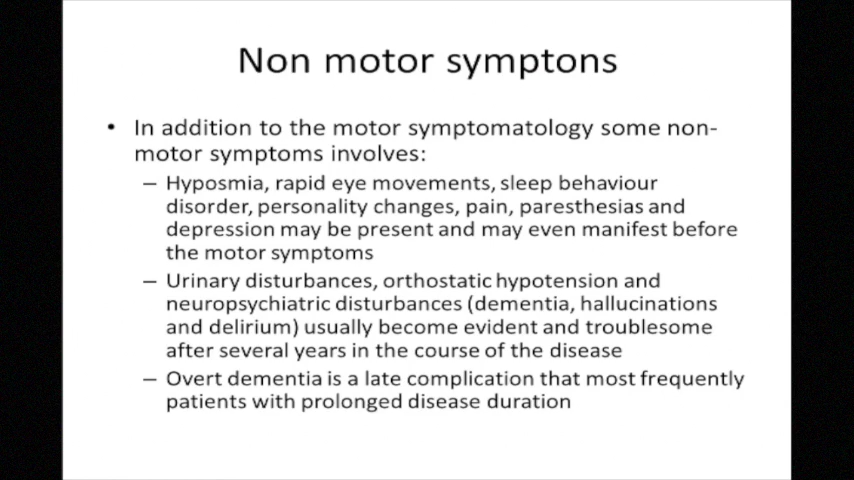 Non motor symptons
• In addition to the motor symptomatology some non-
motor symptoms involves:
– Hyposmia, rapid eye movements, sleep behaviour
disorder, personality changes, pain, paresthesias and
depression may be present and may even manifest before
the motor symptoms
– Urinary disturbances, orthostatic hypotension and
neuropsychiatric disturbances (dementia, hallucinations
and delirium) usually become evident and troublesome
after several years in the course of the disease
– Overt dementia is a late complication that most frequently
patients with prolonged disease duration